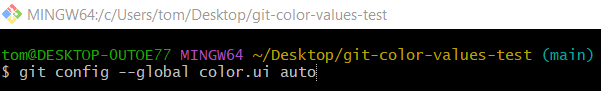 MINGW64:/c/Users/tom/Desktop/git-color-values-test
tom@DESKTOP-OUTOE77 MINGW64 ~/Desktop/git-color-values-test (main)
$ git config --global color.ui auto